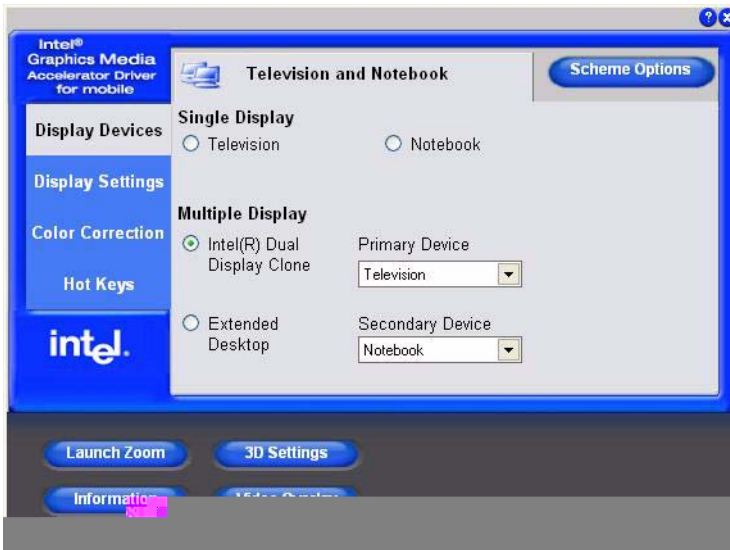 Intel®
Graphics Media
Accelerator Driver
for mobile
Television and Notebook
Scheme Options
Display Devices
Display Settings
Color Correction
Hot Keys
intel.
Single Display
Television
Notebook
Multiple Display
Intel(R) Dual
Display Clone
Primary Device
Television
Extended
Desktop
Secondary Device
Notebook
Launch Zoom
3D Settings
Information